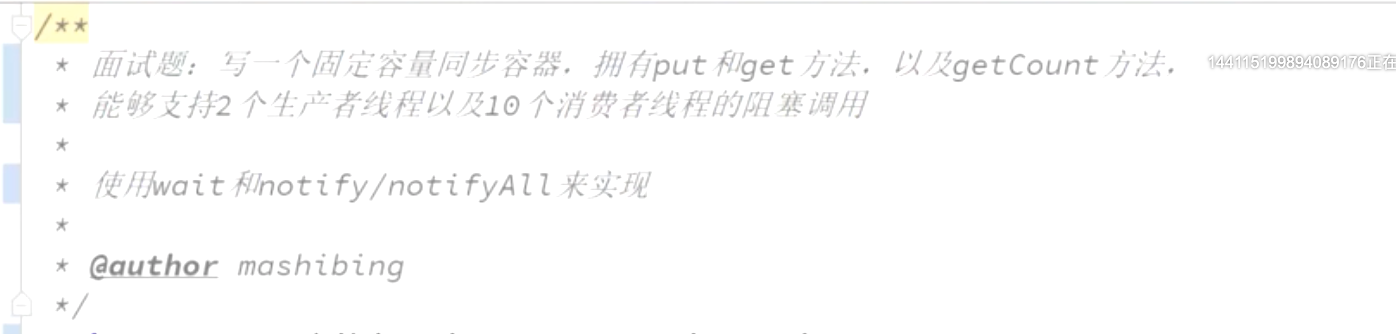 /**
* 面试题：写一个固定容量同步容器，拥有put和get方法，以及getCount方法，
144115199894089176正在
* 能够支持2个生产者线程以及10个消费者线程的阻塞调用
*
* 使用wait和notify/notifyAll来实现
*
* @author mashibing
*/